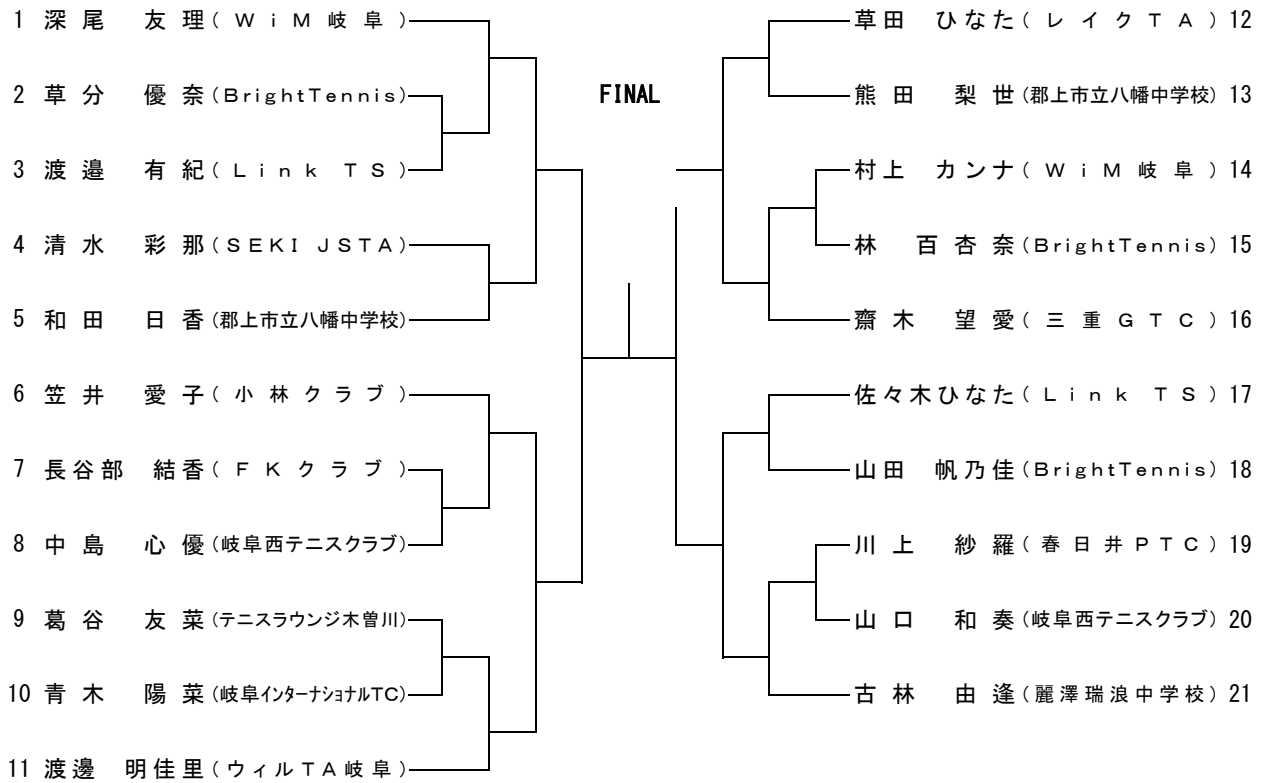 1 深尾 友理(WiM岐阜)
2 草分 優奈(BrightTennis)
3 渡邉 有紀(Link TS)
4 清水 彩那(SEKI JSTA)
5 和田 日香(郡上市立八幡中学校)
6 笠井 愛子(小林クラブ)
7 長谷部 結香(FKクラブ)
8 中島 心優(岐阜西テニスクラブ)
9 葛谷 友菜(テニスラウンジ木曽川)
10 青木 陽菜(岐阜インターナショナルTC)
11 渡邊 明佳里(ウィルTA岐阜)
FINAL
草田 ひなた(レイクTA) 12
熊田 梨世(郡上市立八幡中学校) 13
村上 カンナ(WiM岐阜) 14
林 百杏奈(BrightTennis) 15
齋木 望愛(三重GTC) 16
佐々木ひなた(Link TS) 17
山田 帆乃佳(BrightTennis) 18
川上 紗羅(春日井PTC) 19
山口 和奏(岐阜西テニスクラブ) 20
古林 由逢(麗澤瑞浪中学校) 21